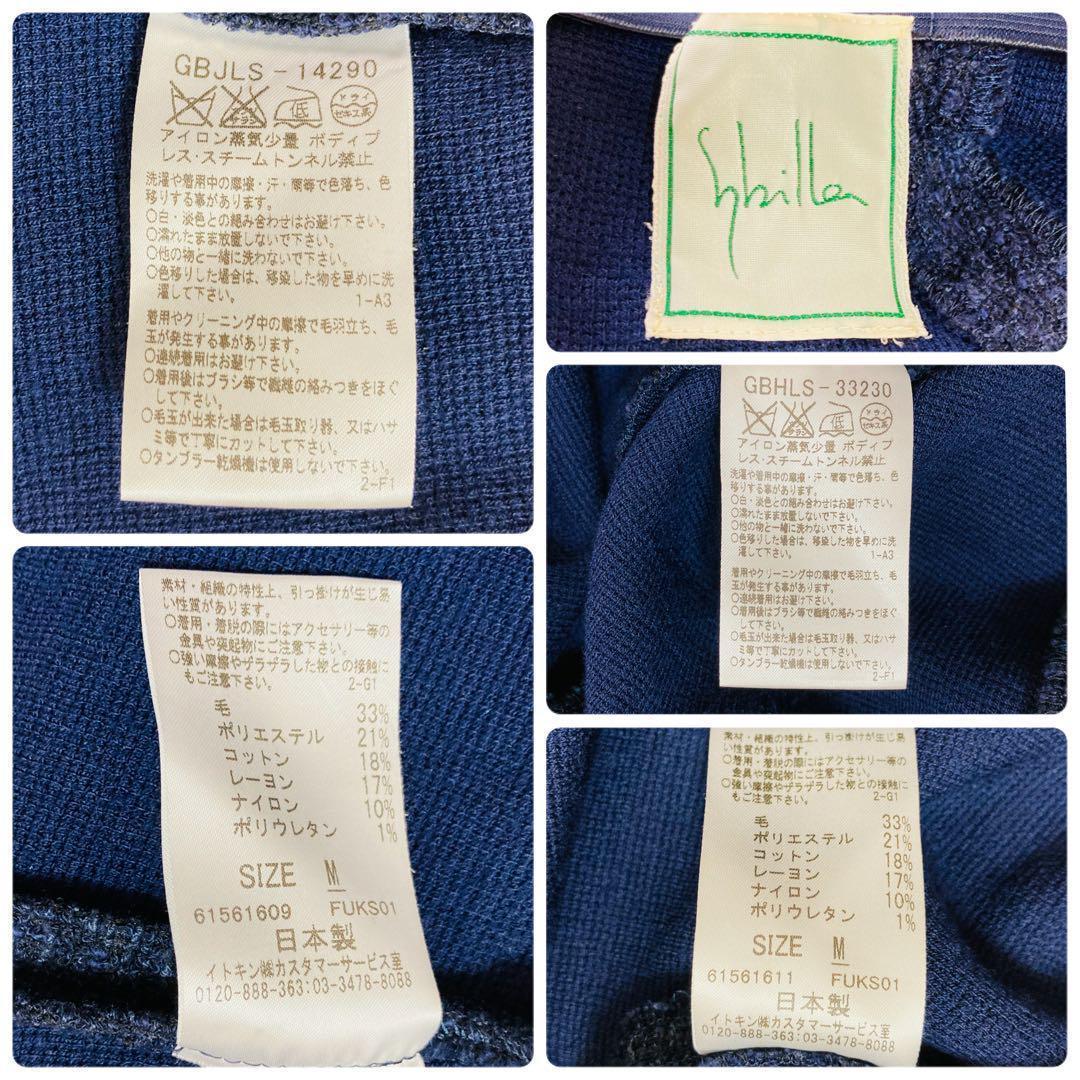 GBJLS-14290
エンソ
ドライ
セキユ系
低
アイロン蒸気少量 ボディプ
レス・スチームトンネル禁止
洗濯や着用中の摩擦・汗・雨等で色落ち、色
移りする事があります。
○白・淡色との組み合わせはお避け下さい。
○濡れたまま放置しないで下さい。
○他の物と一緒に洗わないで下さい。
○色移りした場合は、移染した物を早めに洗
濯して下さい。
1-A3
着用やクリーニング中の摩擦で毛羽立ち、毛
玉が発生する事があります。
○連続着用はお避け下さい。
○着用後はブラシ等で繊維の絡みつきをほぐ
して下さい。
○毛玉が出来た場合は毛玉取り器、又はハサ
ミ等で丁寧にカットして下さい。
○タンブラー乾燥機は使用しないで下さい。
2-F1
素材・組織の特性上、引っ掛けが生じ易
い性質があります。
○着用・着脱の際にはアクセサリー等の
金具や突起物にご注意下さい。
○強い摩擦やザラザラした物との接触に
もご注意下さい。
2-G1
毛 33%
ポリエステル 21%
コットン 18%
レーヨン 17%
ナイロン 10%
ポリウレタン 1%
SIZE M
61561609 FUKS01
日本製
イトキン㈱カスタマーサービス室
0120-888-363:03-3478-8088
Sybilla
GBHLS-33230
エンソ
ドライ
セキユ系
低
アイロン蒸気少量 ボディプ
レス・スチームトンネル禁止
洗濯や着用中の摩擦・汗・雨等で色落ち、色
移りする事があります。
○白・淡色との組み合わせはお避け下さい。
○濡れたまま放置しないで下さい。
○他の物と一緒に洗わないで下さい。
○色移りした場合は、移染した物を早めに洗
濯して下さい。
1-A3
着用やクリーニング中の摩擦で毛羽立ち、毛
玉が発生する事があります。
○連続着用はお避け下さい。
○着用後はブラシ等で繊維の絡みつきをほぐ
して下さい。
○毛玉が出来た場合は毛玉取り器、又はハサ
ミ等で丁寧にカットして下さい。
○タンブラー乾燥機は使用しないで下さい。
2-F1
素材・組織の特性上、引っ掛けが生じ易
い性質があります。
○着用・着脱の際にはアクセサリー等の
金具や突起物にご注意下さい。
○強い摩擦やザラザラした物との接触に
もご注意下さい。
2-G1
毛 33%
ポリエステル 21%
コットン 18%
レーヨン 17%
ナイロン 10%
ポリウレタン 1%
SIZE M
61561611 FUKS01
日本製
イトキン㈱カスタマーサービス室
0120-888-363:03-3478-8088